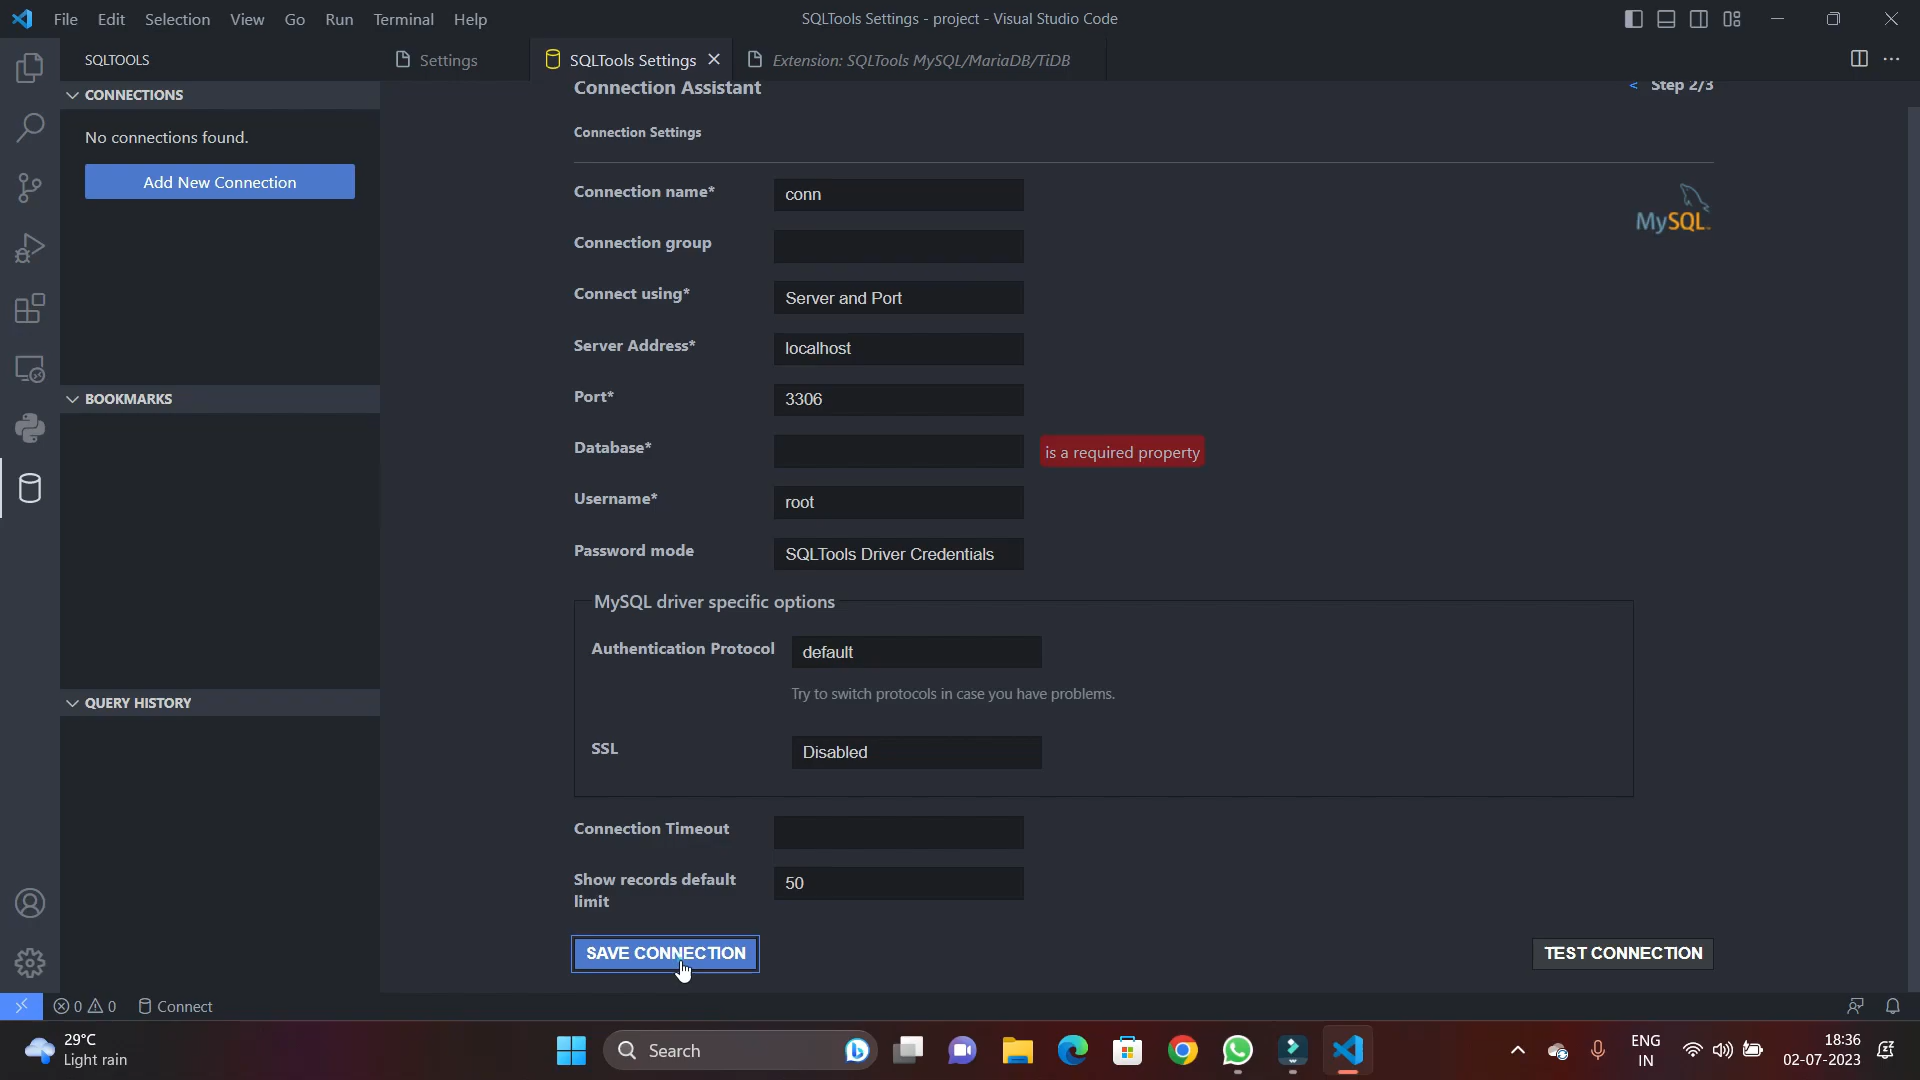 File Edit Selection View Go Run Terminal Help
SQLTools Settings - project - Visual Studio Code
SQLTOOLS
Settings
SQLTools Settings
Extension: SQLTools MySQL/MariaDB/TiDB
CONNECTIONS
No connections found.
Add New Connection
BOOKMARKS
QUERY HISTORY
Connection Assistant
< Step 2/3
Connection Settings
MySQL
Connection name* conn
Connection group
Connect using* Server and Port
Server Address* localhost
Port* 3306
Database* is a required property
Username* root
Password mode SQLTools Driver Credentials
MySQL driver specific options
Authentication Protocol default
Try to switch protocols in case you have problems.
SSL Disabled
Connection Timeout
Show records default
limit
50
SAVE CONNECTION
TEST CONNECTION
0 0 Connect
29°C
Light rain
Search
ENG
IN
18:36
02-07-2023